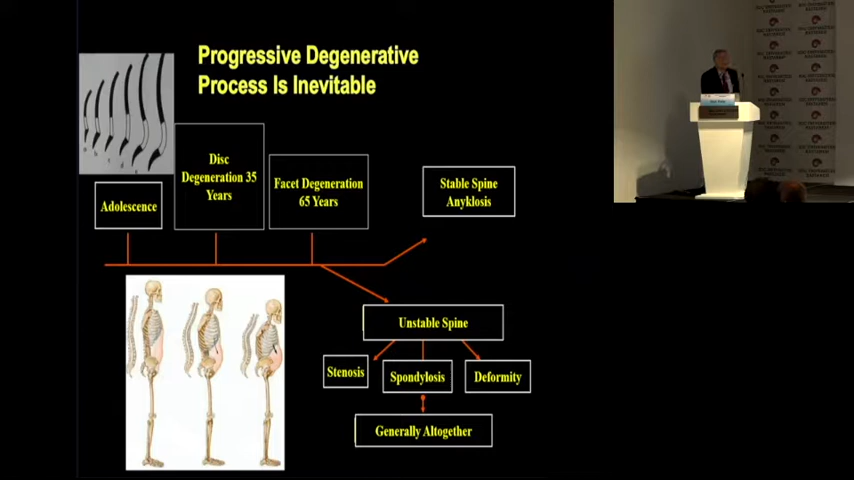 Progressive Degenerative
Process Is Inevitable
Adolescence
Disc
Degeneration 35
Years
Facet Degeneration
65 Years
Stable Spine
Anyklosis
Unstable Spine
Stenosis
Spondylosis
Deformity
Generally Altogether